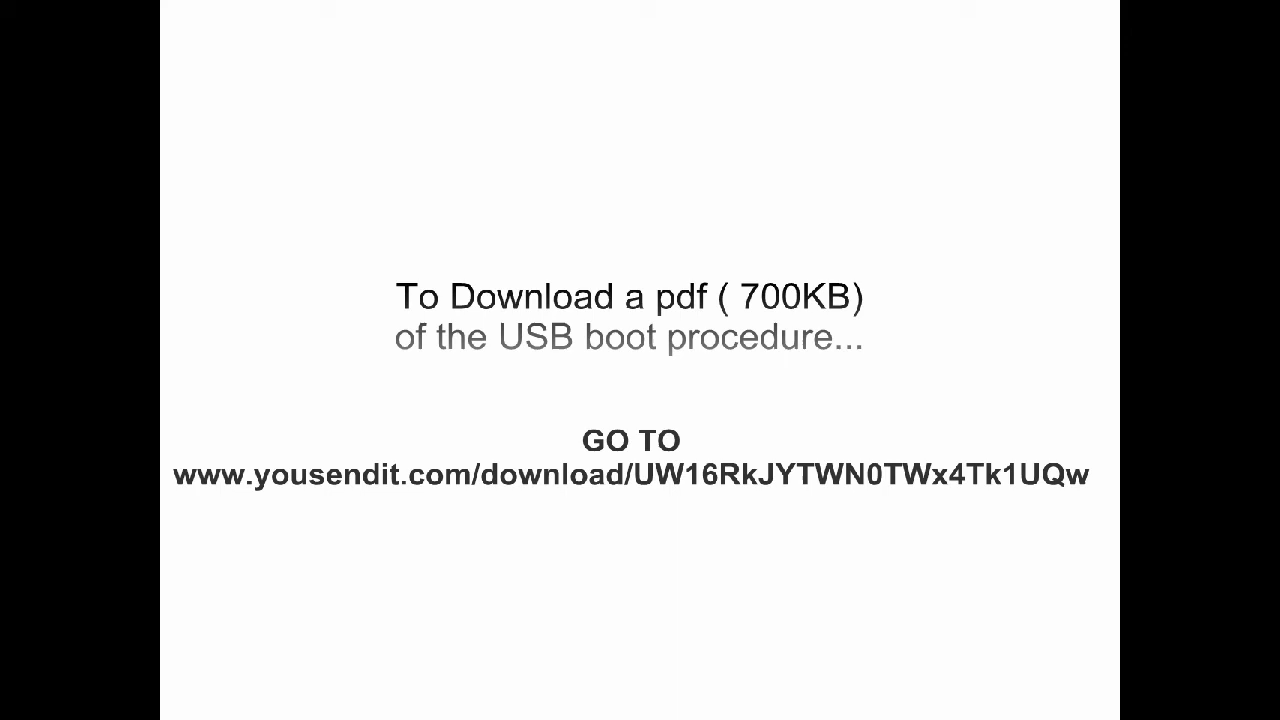 To Download a pdf ( 700KB)
of the USB boot procedure...
GO TO
www.yousendit.com/download/UW16RkJYTWN0TWx4Tk1UQw